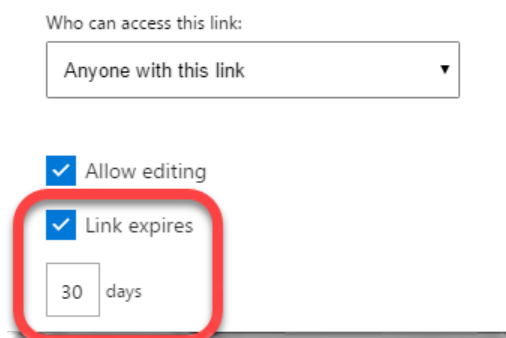 Who can access this link:
Anyone with this link
Allow editing
Link expires
30 days